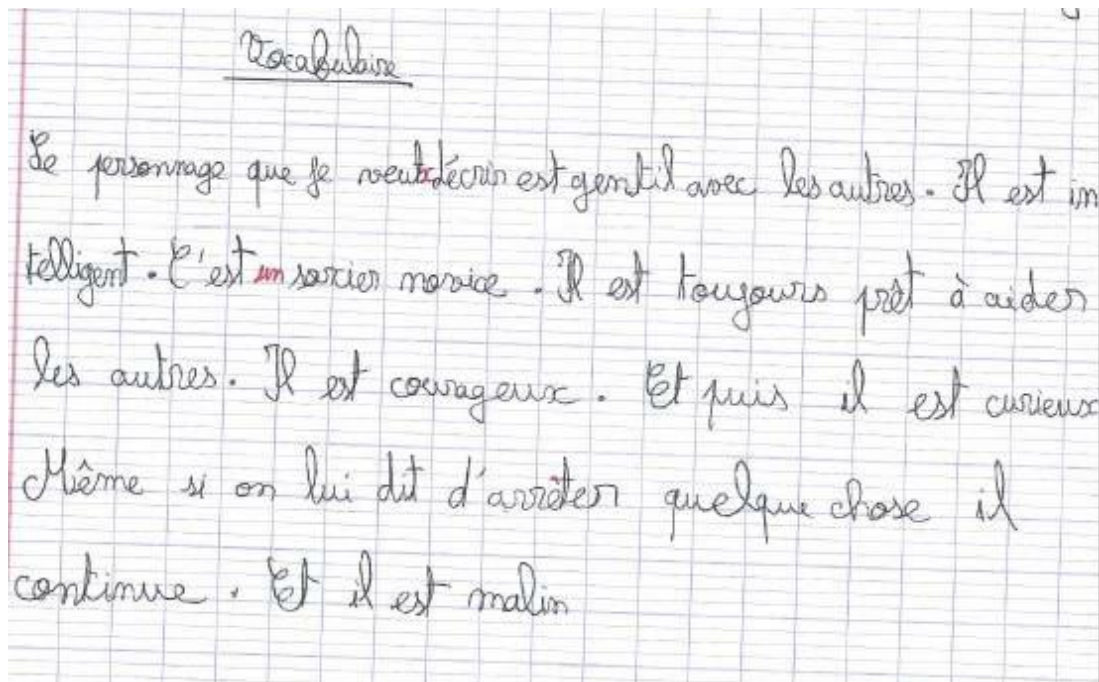 Vocabulaire
Le personnage que je veux décrir est gentil avec les autres. Il est in
telligent. C'est un sorcier novice. Il est toujours prêt à aider
les autres. Il est courageux. Et puis il est curieux
Même si on lui dit d'arrêter quelque chose il
continue. Et il est malin